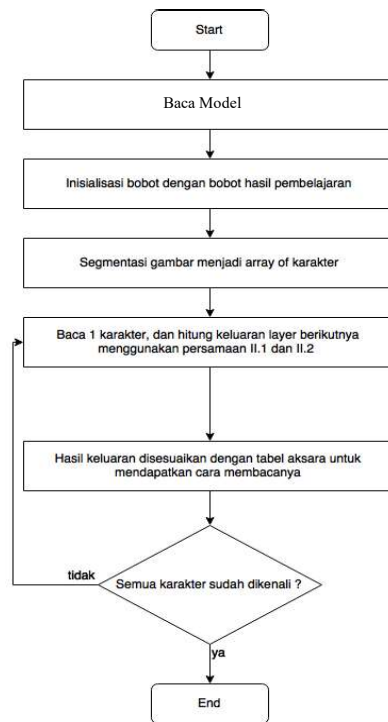 Start
Baca Model
Inisialisasi bobot dengan bobot hasil pembelajaran
Segmentasi gambar menjadi array of karakter
Baca 1 karakter, dan hitung keluaran layer berikutnya
menggunakan persamaan II.1 dan II.2
Hasil keluaran disesuaikan dengan tabel aksara untuk
mendapatkan cara membacanya
tidak
Semua karakter sudah dikenali ?
ya
End